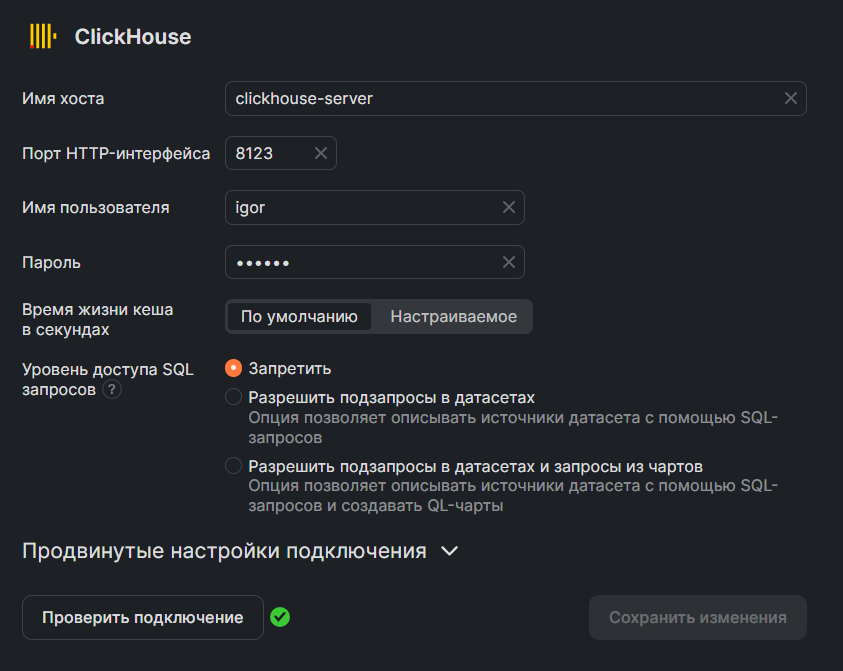 ClickHouse
Имя хоста
clickhouse-server
Порт HTTP-интерфейса
8123
Имя пользователя
igor
Пароль
••••••
Время жизни кеша
в секундах
По умолчанию
Настраиваемое
Уровень доступа SQL
запросов ?
Запретить
Разрешить подзапросы в датасетах
Опция позволяет описывать источники датасета с помощью SQL-
запросов
Разрешить подзапросы в датасетах и запросы из чартов
Опция позволяет описывать источники датасета с помощью SQL-
запросов и создавать QL-чарты
Продвинутые настройки подключения
Проверить подключение
Сохранить изменения